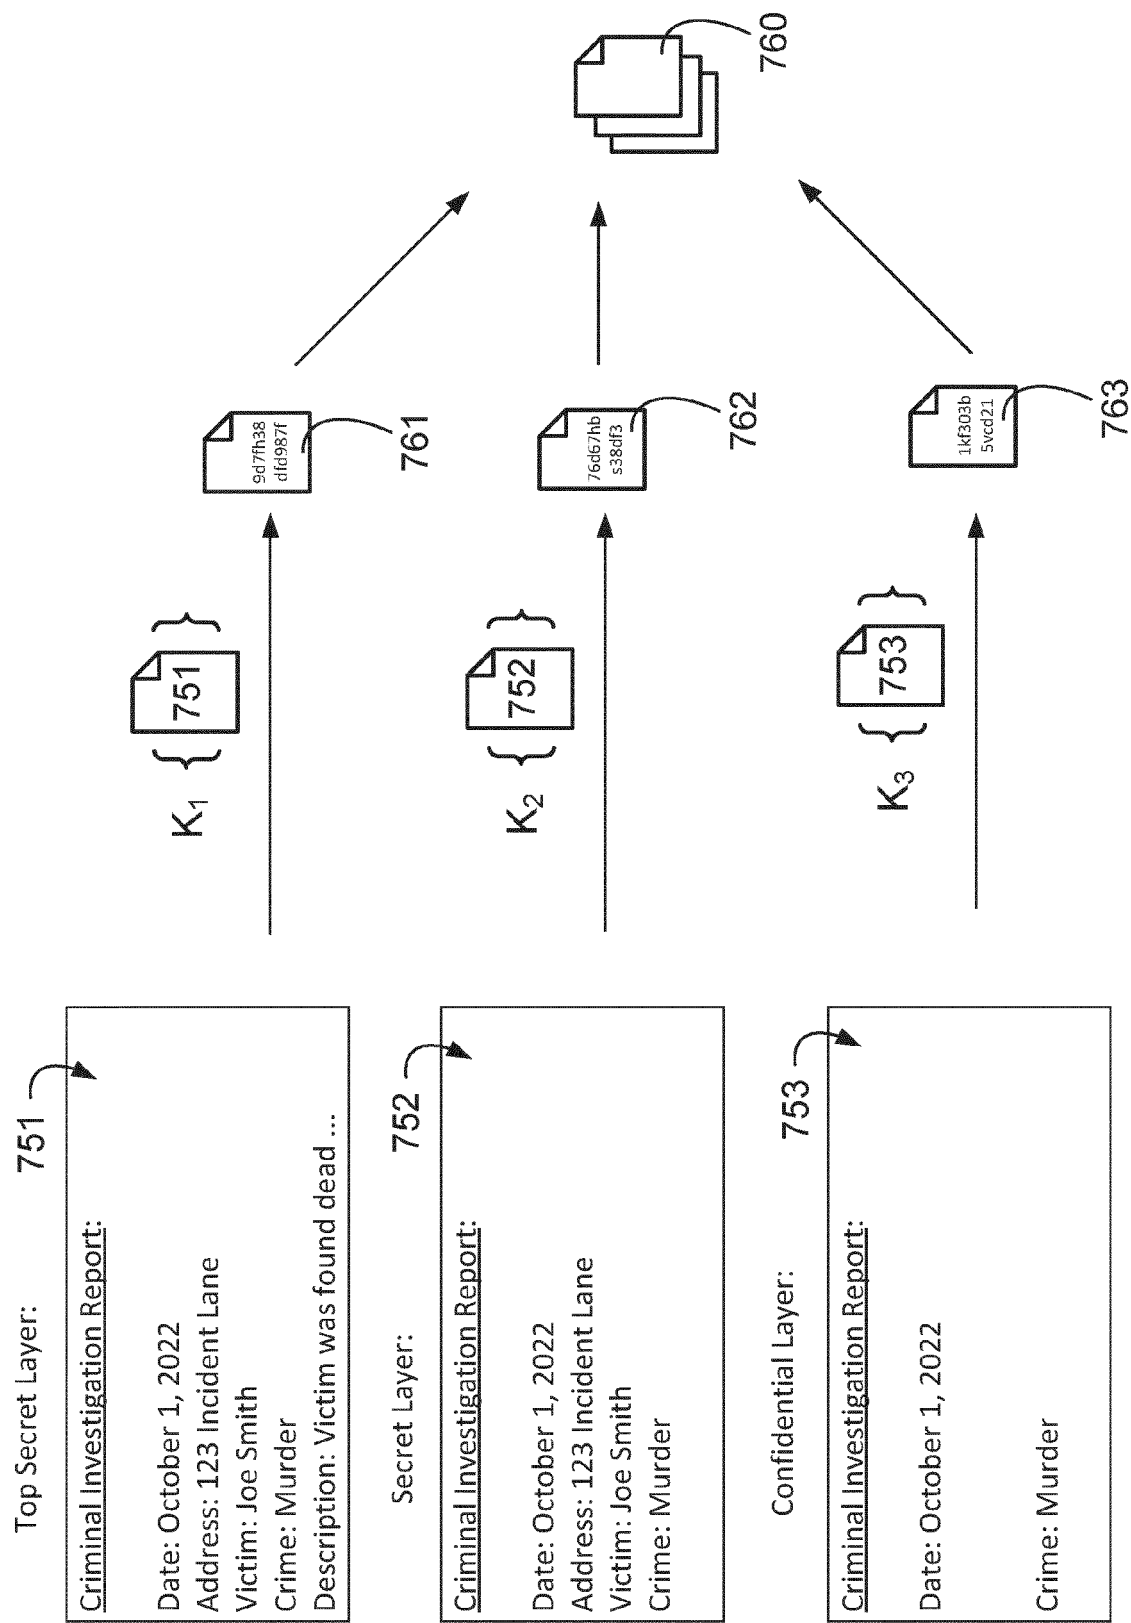 Top Secret Layer:
751
Criminal Investigation Report:
Date: October 1, 2022
Address: 123 Incident Lane
Victim: Joe Smith
Crime: Murder
Description: Victim was found dead ...
K1 { 751 }
9d7fh38
dfd987f
761
Secret Layer:
752
Criminal Investigation Report:
Date: October 1, 2022
Address: 123 Incident Lane
Victim: Joe Smith
Crime: Murder
K2 { 752 }
76d67hb
s38df3
762
760
Confidential Layer:
753
Criminal Investigation Report:
Date: October 1, 2022
Crime: Murder
K3 { 753 }
1kf303b
5vcd21
763